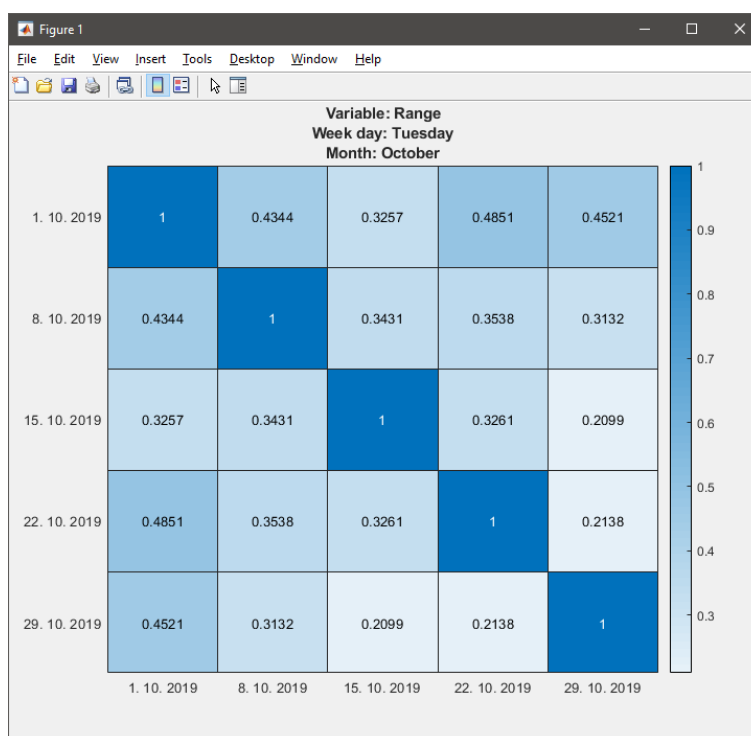 Figure 1
File Edit View Insert Tools Desktop Window Help
Variable: Range
Week day: Tuesday
Month: October
1. 10. 2019 1 0.4344 0.3257 0.4851 0.4521
8. 10. 2019 0.4344 1 0.3431 0.3538 0.3132
15. 10. 2019 0.3257 0.3431 1 0.3261 0.2099
22. 10. 2019 0.4851 0.3538 0.3261 1 0.2138
29. 10. 2019 0.4521 0.3132 0.2099 0.2138 1
1. 10. 2019 8. 10. 2019 15. 10. 2019 22. 10. 2019 29. 10. 2019
1
0.9
0.8
0.7
0.6
0.5
0.4
0.3